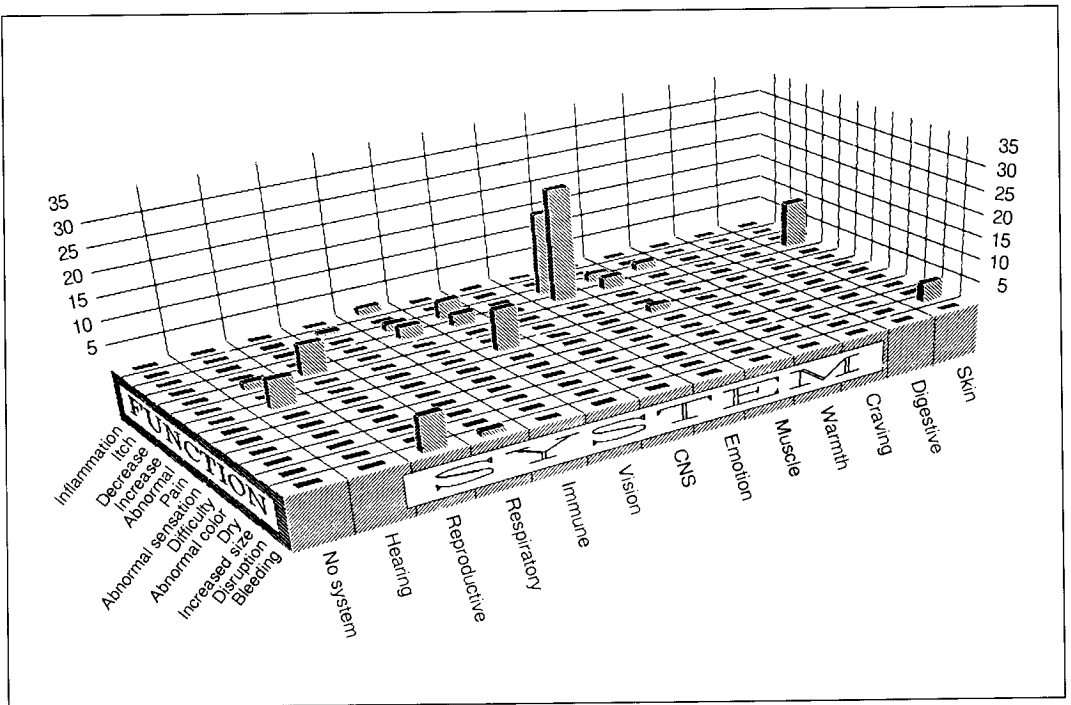 35
30
25
20
15
10
5
35
30
25
20
15
10
5
FUNCTION
Inflammation
Itch
Decrease
Increase
Abnormal
Pain
Abnormal sensation
Difficulty
Abnormal color
Dry
Increased size
Disruption
Bleeding
SYSTEM
No system
Hearing
Reproductive
Respiratory
Immune
Vision
CNS
Emotion
Muscle
Warmth
Craving
Digestive
Skin